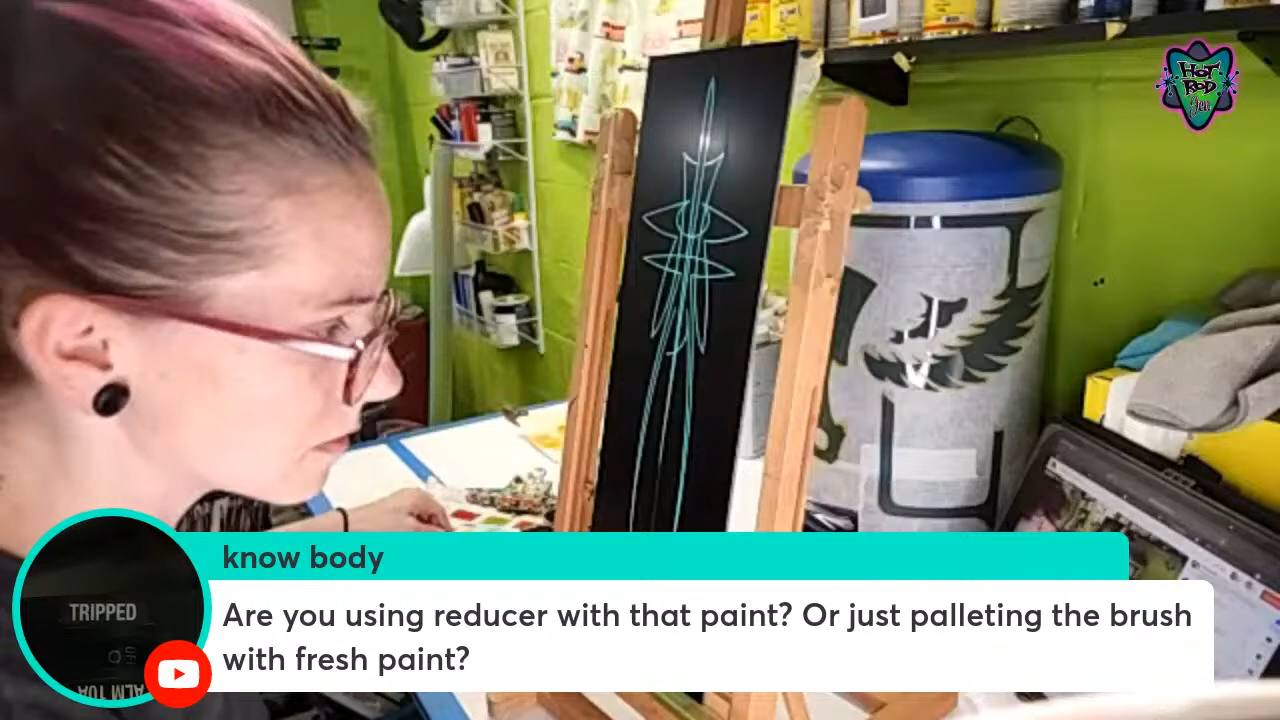 HOT
ROD
know body
TRIPPED
Are you using reducer with that paint? Or just palleting the brush
with fresh paint?